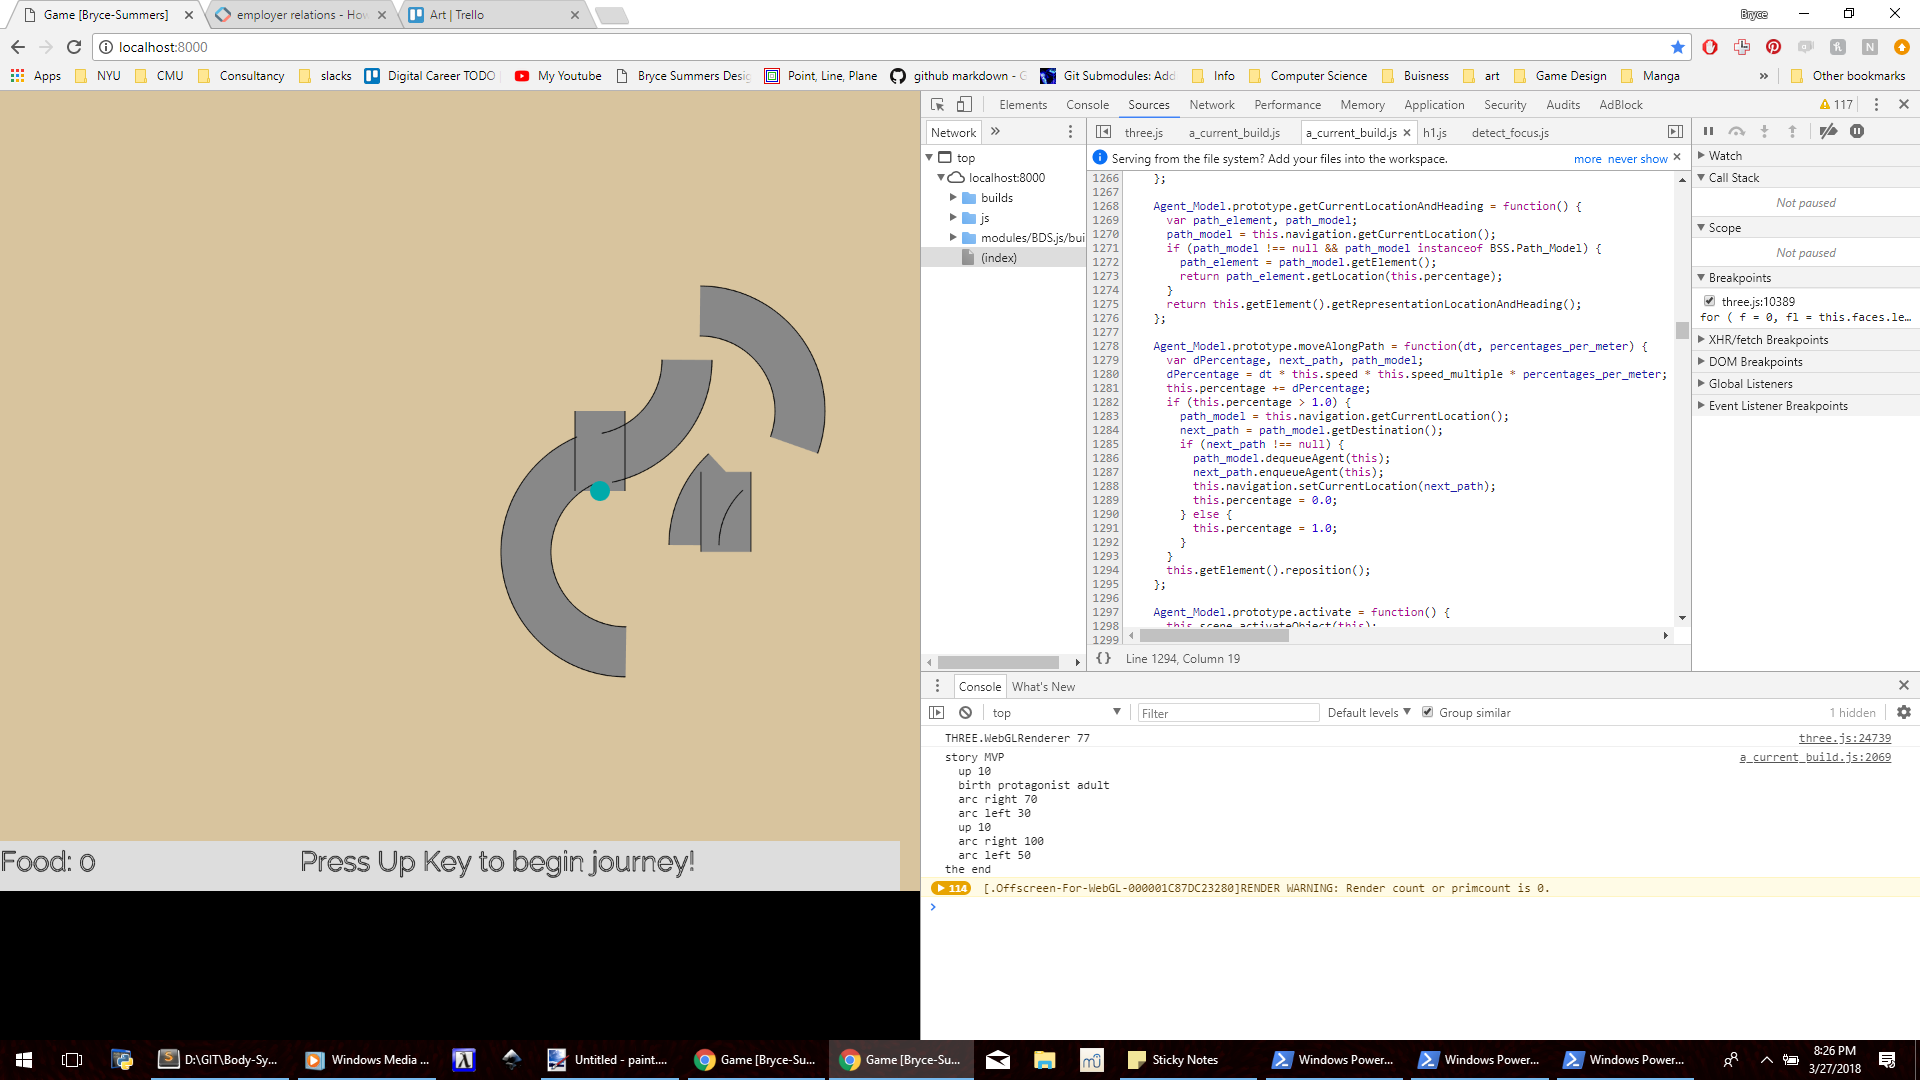 Game [Bryce-Summers]
employer relations - How
Art | Trello
Bryce
localhost:8000
Apps
NYU
CMU
Consultancy
slacks
Digital Career TODO
My Youtube
Bryce Summers Desig
Point, Line, Plane
github markdown - G
Git Submodules: Add
Info
Computer Science
Buisness
art
Game Design
Manga
»
Other bookmarks
Food: 0
Press Up Key to begin journey!
Elements
Console
Sources
Network
Performance
Memory
Application
Security
Audits
AdBlock
117
Network
»
top
localhost:8000
builds
js
modules/BDS.js/bui
(index)
three.js
a_current_build.js
a_current_build.js
h1.js
detect_focus.js
Serving from the file system? Add your files into the workspace.
more
never show
1266 };
1267
1268 Agent_Model.prototype.getCurrentLocationAndHeading = function() {
1269 var path_element, path_model;
1270 path_model = this.navigation.getCurrentLocation();
1271 if (path_model !== null && path_model instanceof BSS.Path_Model) {
1272 path_element = path_model.getElement();
1273 return path_element.getLocation(this.percentage);
1274 }
1275 return this.getElement().getRepresentationLocationAndHeading();
1276 };
1277
1278 Agent_Model.prototype.moveAlongPath = function(dt, percentages_per_meter) {
1279 var dPercentage, next_path, path_model;
1280 dPercentage = dt * this.speed * this.speed_multiple * percentages_per_meter;
1281 this.percentage += dPercentage;
1282 if (this.percentage > 1.0) {
1283 path_model = this.navigation.getCurrentLocation();
1284 next_path = path_model.getDestination();
1285 if (next_path !== null) {
1286 path_model.dequeueAgent(this);
1287 next_path.enqueueAgent(this);
1288 this.navigation.setCurrentLocation(next_path);
1289 this.percentage = 0.0;
1290 } else {
1291 this.percentage = 1.0;
1292 }
1293 }
1294 this.getElement().reposition();
1295 };
1296
1297 Agent_Model.prototype.activate = function() {
1298 this.scene.activateObject(this);
1299
{} Line 1294, Column 19
Watch
Call Stack
Not paused
Scope
Not paused
Breakpoints
three.js:10389
for ( f = 0, fl = this.faces.le…
XHR/fetch Breakpoints
DOM Breakpoints
Global Listeners
Event Listener Breakpoints
Console
What's New
top
Filter
Default levels
Group similar
1 hidden
THREE.WebGLRenderer 77
three.js:24739
story MVP
a_current_build.js:2069
up 10
birth protagonist adult
arc right 70
arc left 30
up 10
arc right 100
arc left 50
the end
114 [.Offscreen-For-WebGL-000001C87DC23280]RENDER WARNING: Render count or primcount is 0.
D:\GIT\Body-Sy...
Windows Media ...
Untitled - paint....
Game [Bryce-Su...
Game [Bryce-Su...
Sticky Notes
Windows Power...
Windows Power...
Windows Power...
8:26 PM
3/27/2018